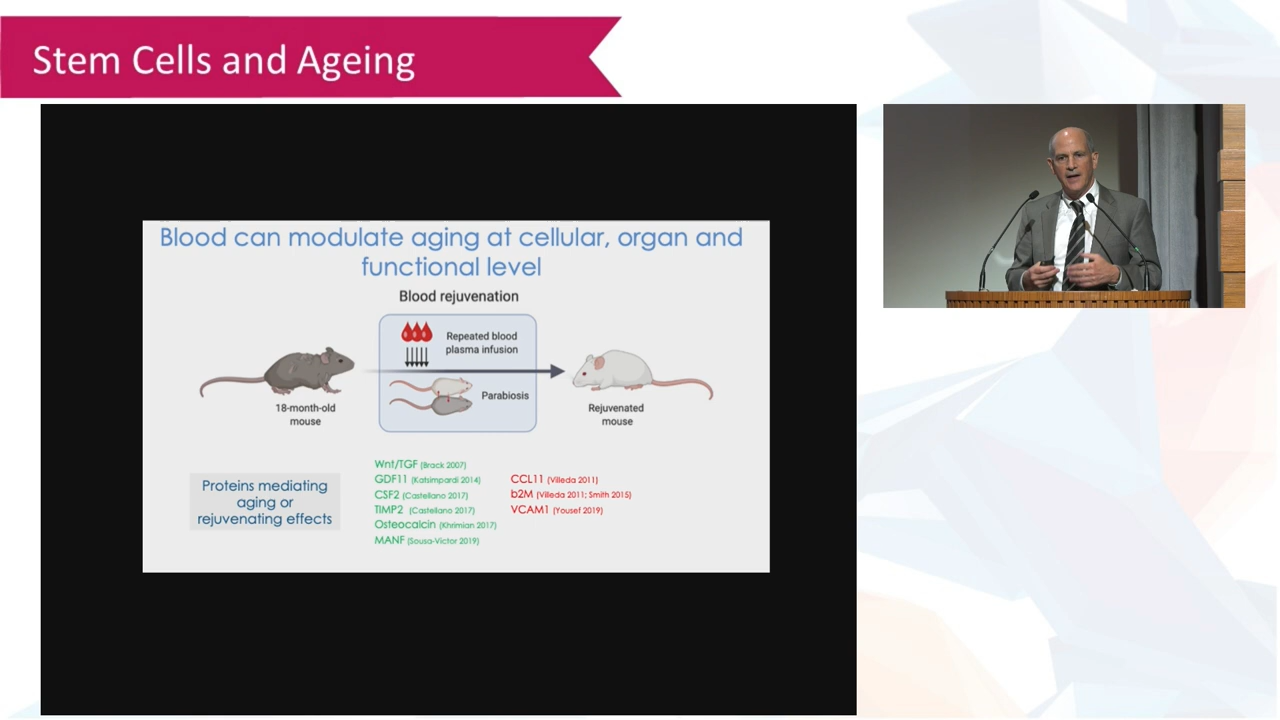 Stem Cells and Ageing
Blood can modulate aging at cellular, organ and
functional level
Blood rejuvenation
Repeated blood
plasma infusion
Parabiosis
18-month-old
mouse
Rejuvenated
mouse
Proteins mediating
aging or
rejuvenating effects
Wnt/TGF (Brack 2007)
GDF11 (Katsimpardi 2014)
CSF2 (Castellano 2017)
TIMP2 (Castellano 2017)
Osteocalcin (Khrimian 2017)
MANF (Sousa-Victor 2019)
CCL11 (Villeda 2011)
b2M (Villeda 2011; Smith 2015)
VCAM1 (Yousef 2019)